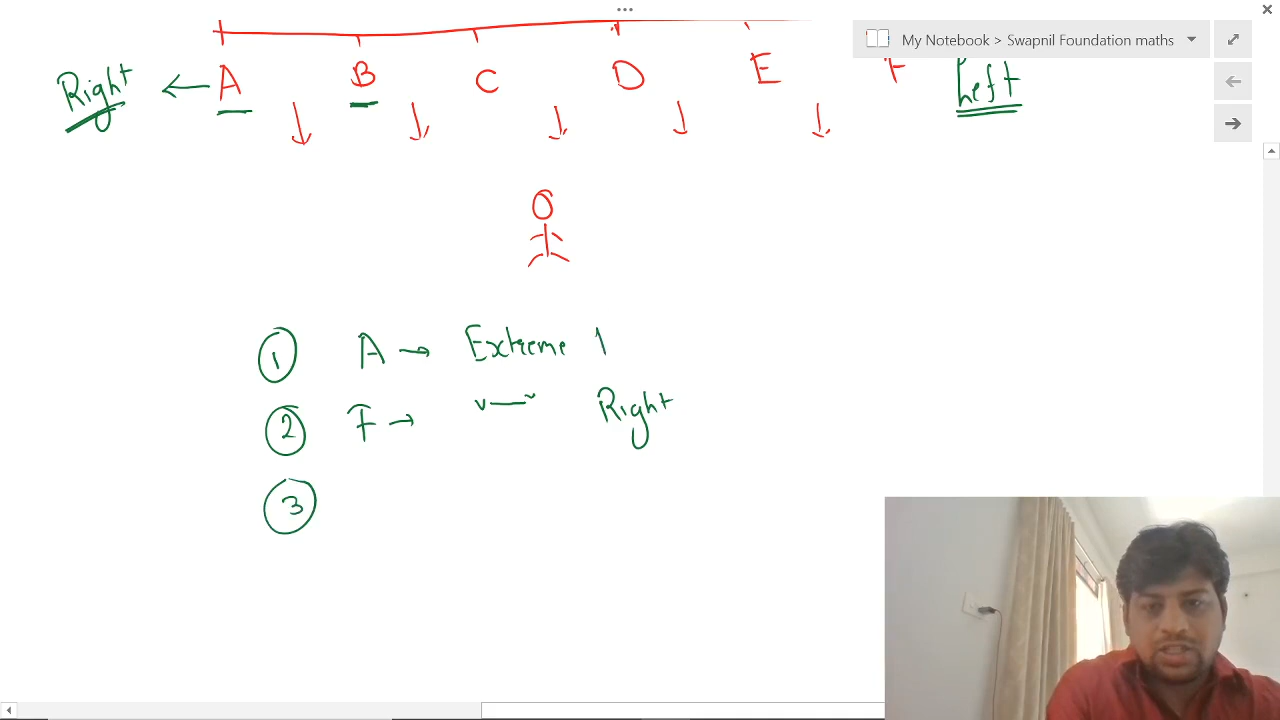 My Notebook > Swapnil Foundation maths
Right ← A B C D E F Left
① A → Extreme 1
② F → Right
③